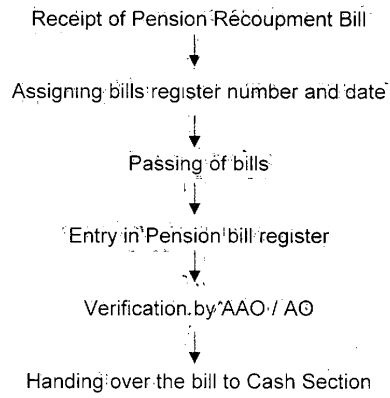 Receipt of Pension Recoupment Bill
Assigning bills register number and date
Passing of bills
Entry in Pension bill register
Verification by AAO / AO
Handing over the bill to Cash Section